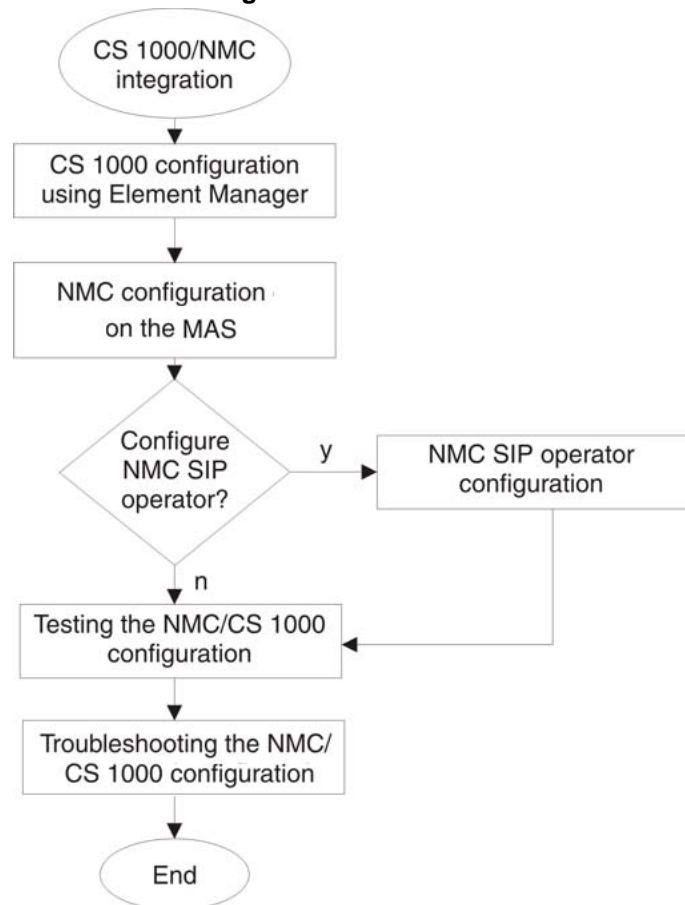 CS 1000/NMC
integration
CS 1000 configuration
using Element Manager
NMC configuration
on the MAS
Configure
NMC SIP
operator?
y
NMC SIP operator
configuration
n
Testing the NMC/CS 1000
configuration
Troubleshooting the NMC/
CS 1000 configuration
End